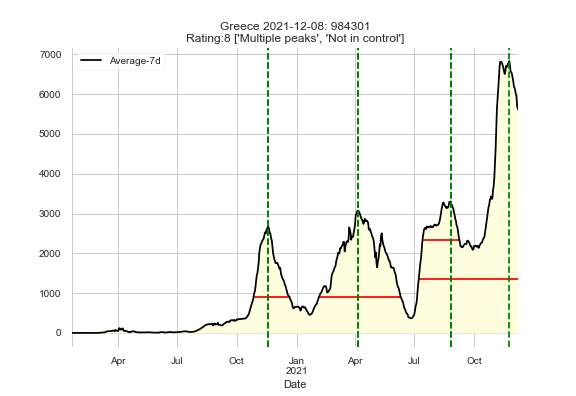 Greece 2021-12-08: 984301
Rating:8 ['Multiple peaks', 'Not in control']
Average-7d
7000
6000
5000
4000
3000
2000
1000
0
Apr Jul Oct Jan Apr Jul Oct
2021
Date